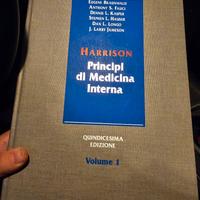 EUGENE BRAUNWALD
ANTHONY S. FAUCI
DENNIS L. KASPER
STEPHEN L. HAUSER
DAN L. LONGO
J. LARRY JAMESON
HARRISON
Principi
di Medicina
Interna
QUINDICESIMA
EDIZIONE
Volume 1